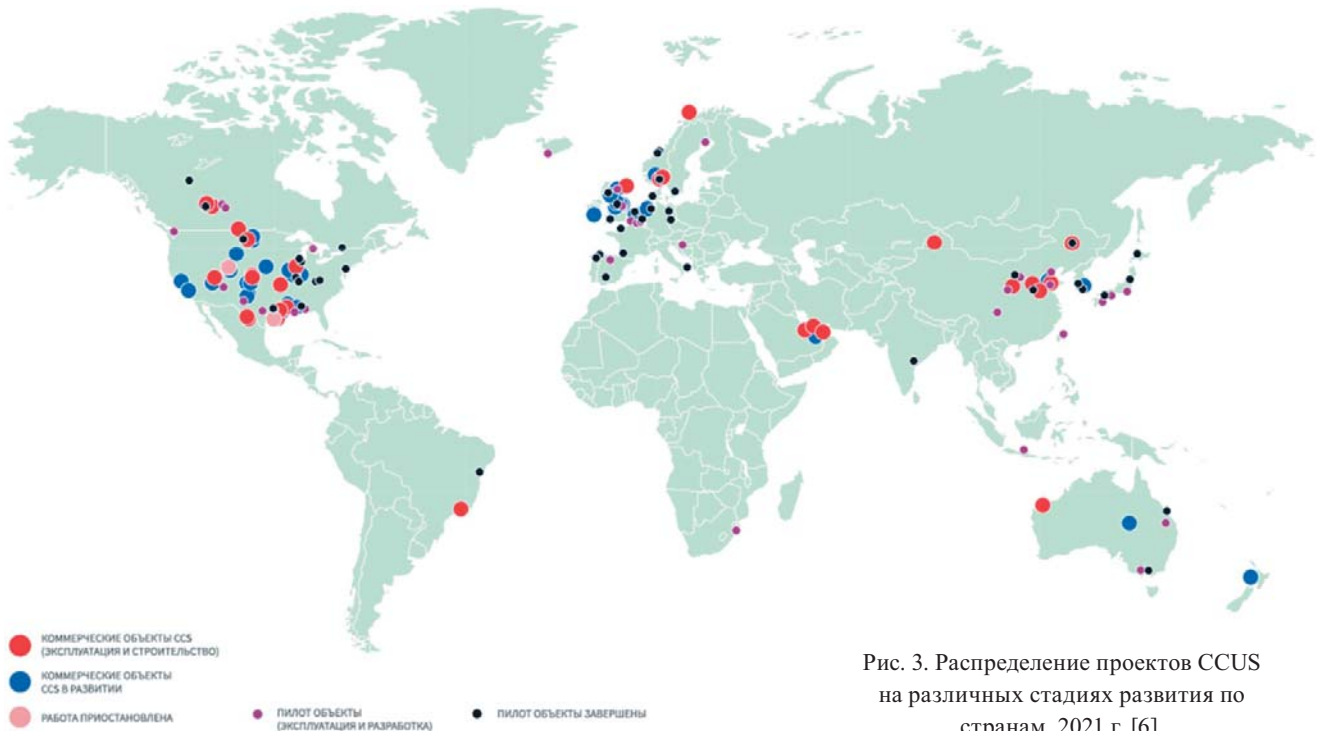 КОММЕРЧЕСКИЕ ОБЪЕКТЫ CCS
(ЭКСПЛУАТАЦИЯ И СТРОИТЕЛЬСТВО)
КОММЕРЧЕСКИЕ ОБЪЕКТЫ
CCS В РАЗВИТИИ
РАБОТА ПРИОСТАНОВЛЕНА
ПИЛОТ ОБЪЕКТЫ
(ЭКСПЛУАТАЦИЯ И РАЗРАБОТКА)
ПИЛОТ ОБЪЕКТЫ ЗАВЕРШЕНЫ
Рис. 3. Распределение проектов CCUS
на различных стадиях развития по
странам, 2021 г. [6]